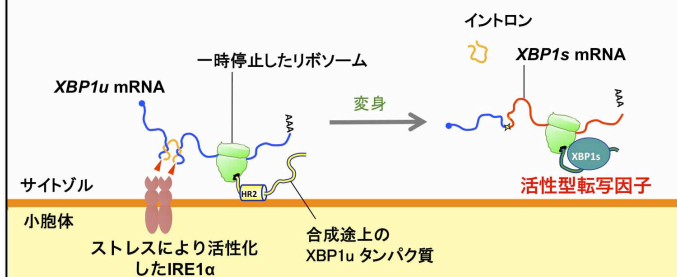 イントロン
一時停止したリボソーム
XBP1s mRNA
XBP1u mRNA
変身
AAA
AAA
XBP1s
HR2
サイトゾル
活性型転写因子
小胞体
合成途上の
XBP1u タンパク質
ストレスにより活性化
したIRE1α